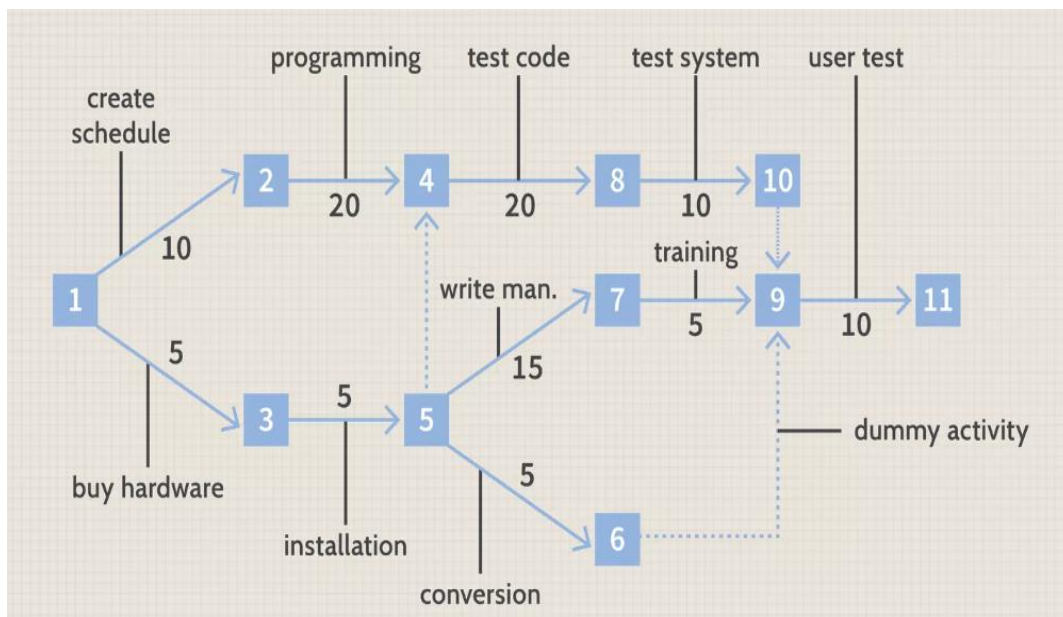 programming
test code
test system
user test
create
schedule
2
4
8
10
20
20
10
10
training
1
write man.
7
9
11
5
5
10
15
5
3
5
5
dummy activity
buy hardware
installation
6
conversion